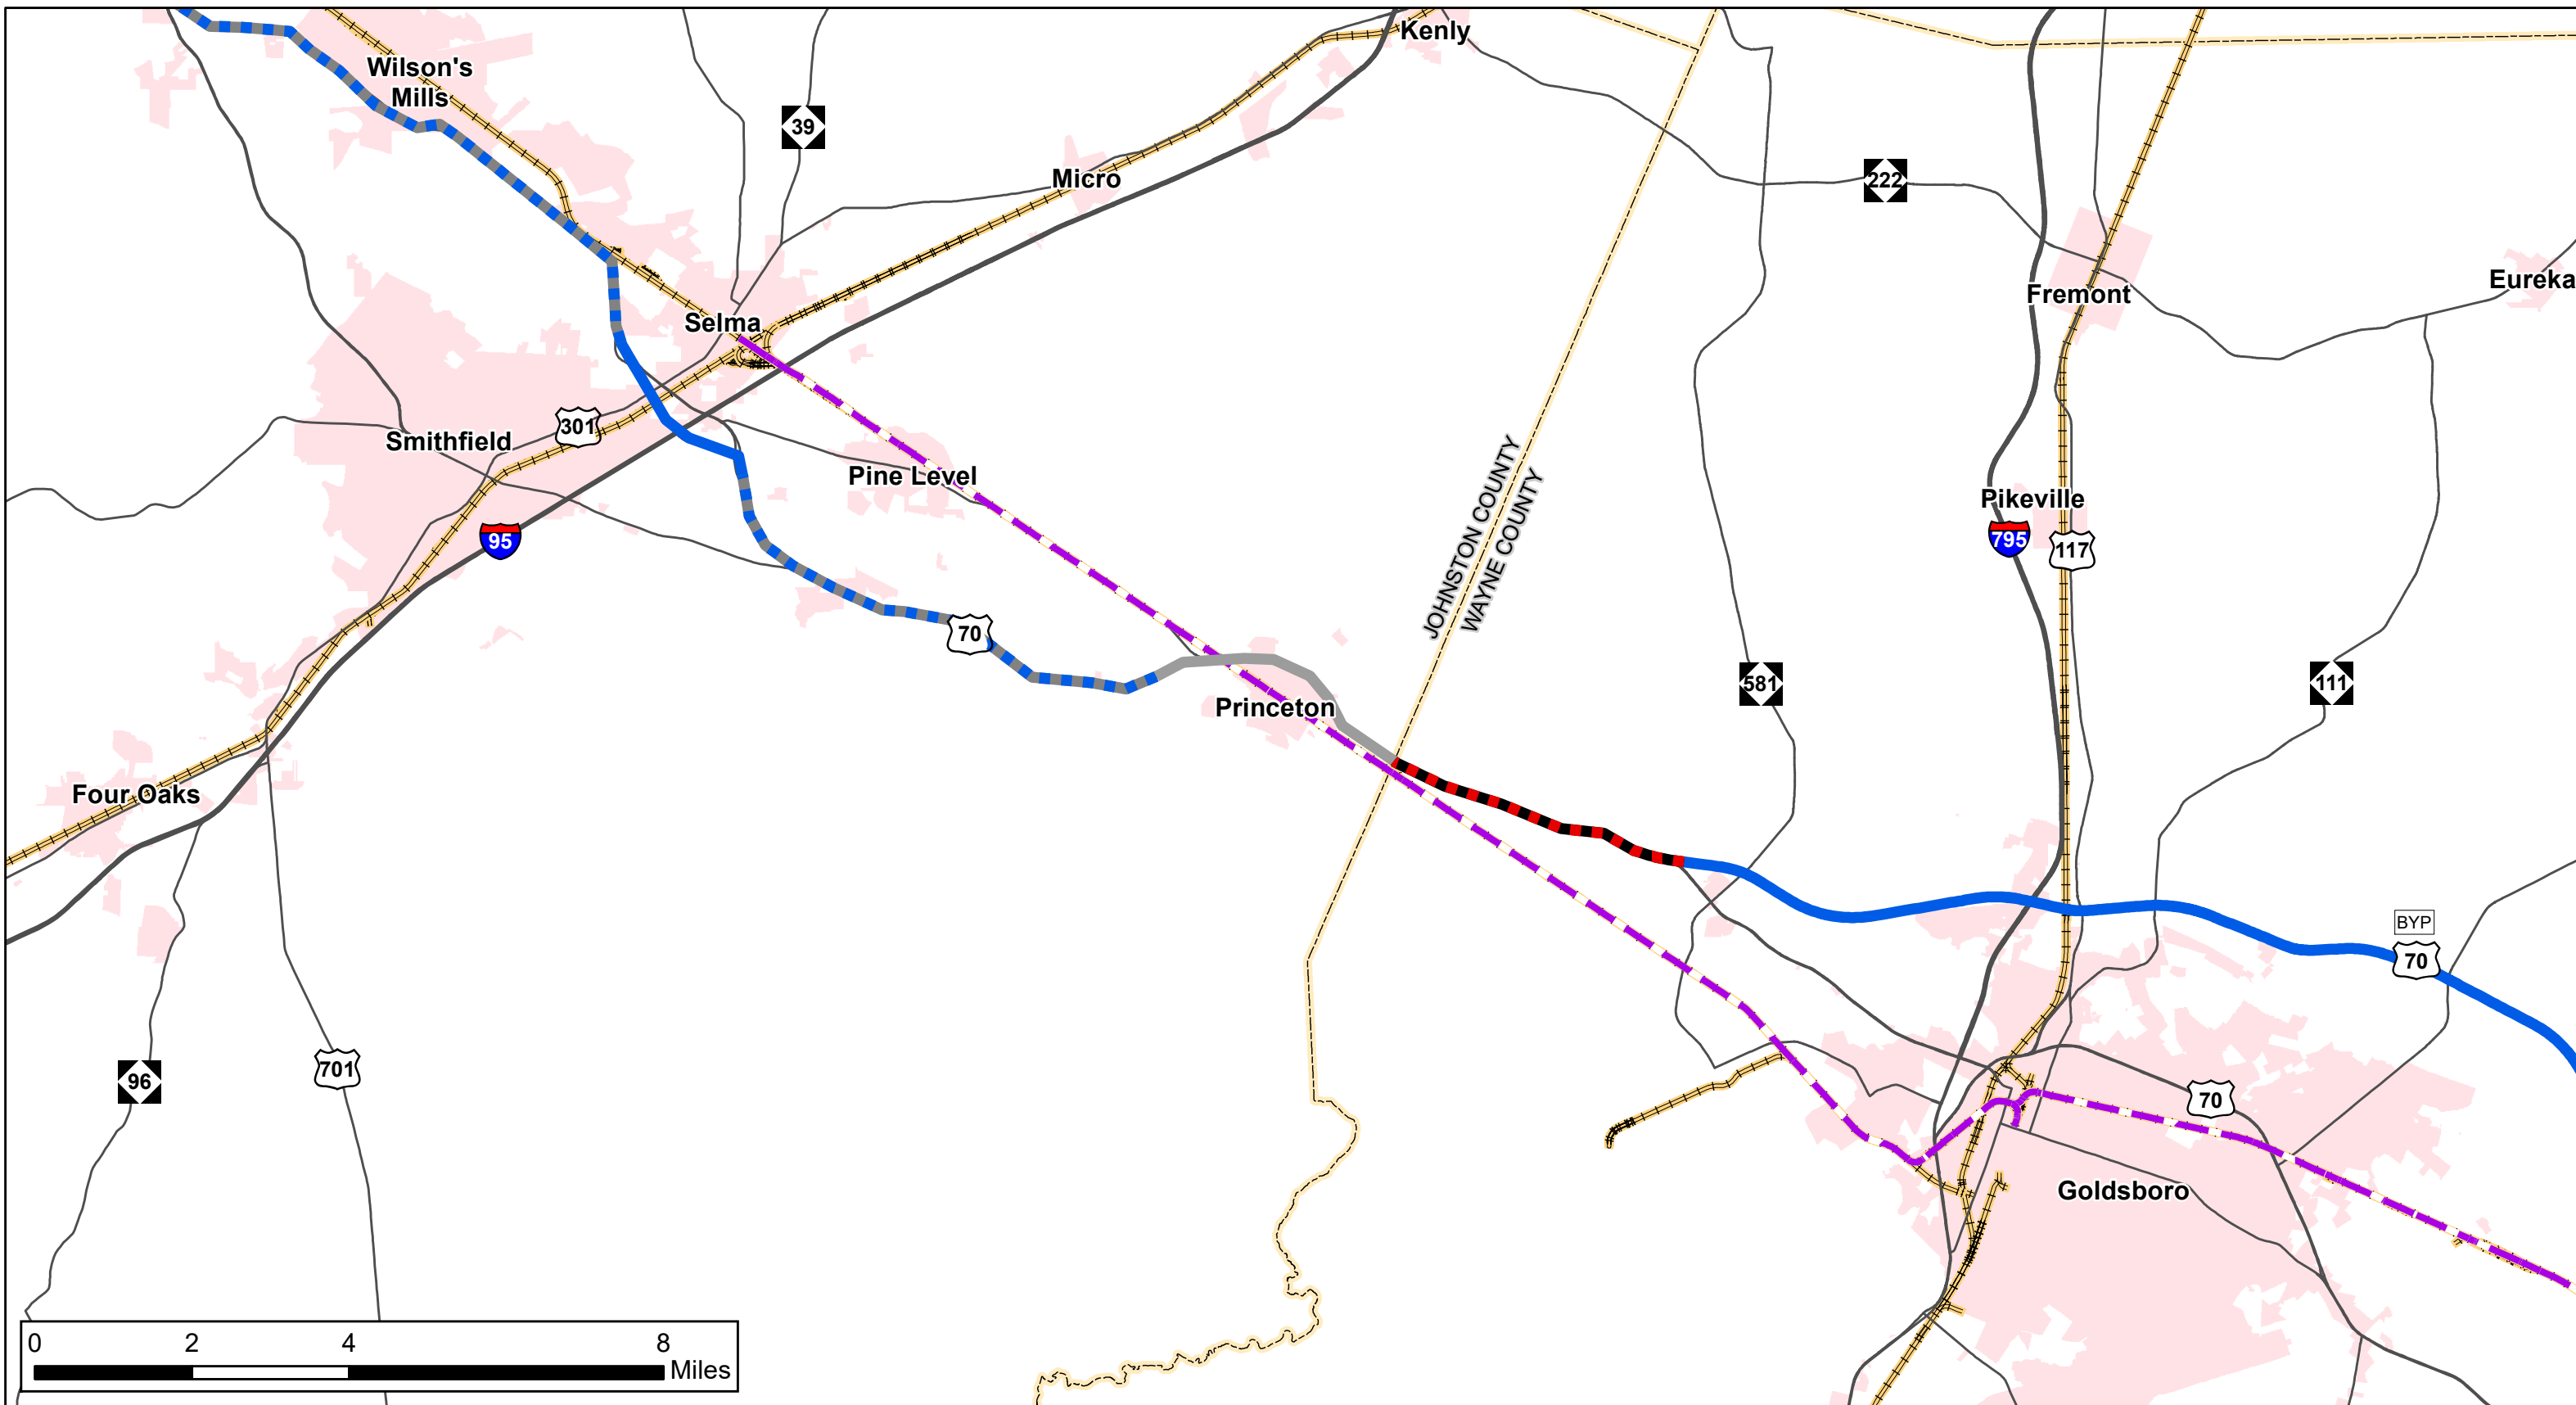 Kenly
Wilson's
Mills
39
Micro
222
Eureka
Fremont
Selma
301
Smithfield
Pine Level
JOHNSTON COUNTY
WAYNE COUNTY
Pikeville
95
795
117
70
581
111
Princeton
Four Oaks
BYP
70
96
701
70
Goldsboro
0 2 4 8
Miles